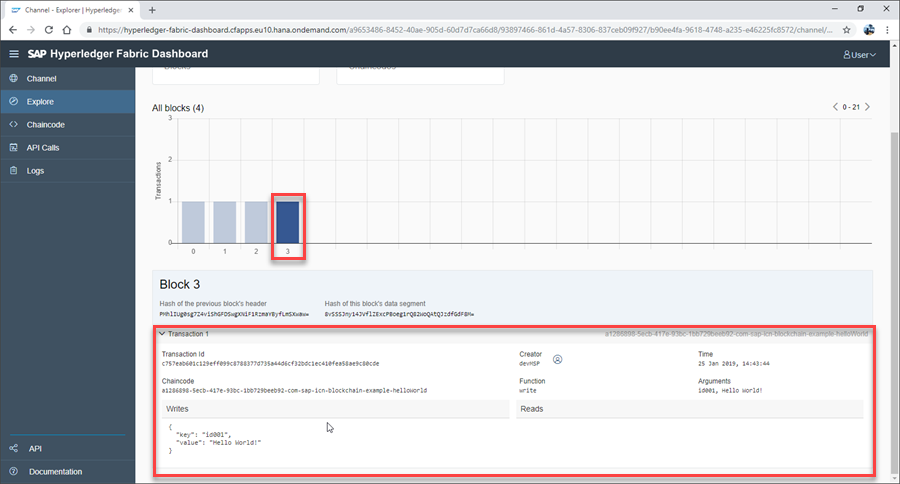 Channel - Explorer | Hyperledger
https://hyperledger-fabric-dashboard.cfapps.eu10.hana.ondemand.com/a9653486-8452-40ae-905d-60d7d7ca66d8/93897466-861d-4a57-8306-837ceb09f927/b90ee4fa-9618-4748-a235-e46225fc8572/channel/...
SAP Hyperledger Fabric Dashboard
User
Channel
Explore
Chaincode
API Calls
Logs
API
Documentation
All blocks (4)
0 - 21
Transactions
3
2
1
0
0 1 2 3
Block 3
Hash of the previous block's header
Hash of this block's data segment
Transaction 1
a1286898-5ecb-417e-93bc-1bb729beeb92-com-sap-icn-blockchain-example-helloWorld
Transaction Id
Creator
Time
c757eab601c129eff099c8788377d735a44d6cf32bdc1ec410fea58ae9c80cde
devMSP
25 Jan 2019, 14:43:44
Chaincode
Function
Arguments
a1286898-5ecb-417e-93bc-1bb729beeb92-com-sap-icn-blockchain-example-helloWorld
write
id001, Hello World!
Writes
Reads
{
"key": "id001",
"value": "Hello World!"
}